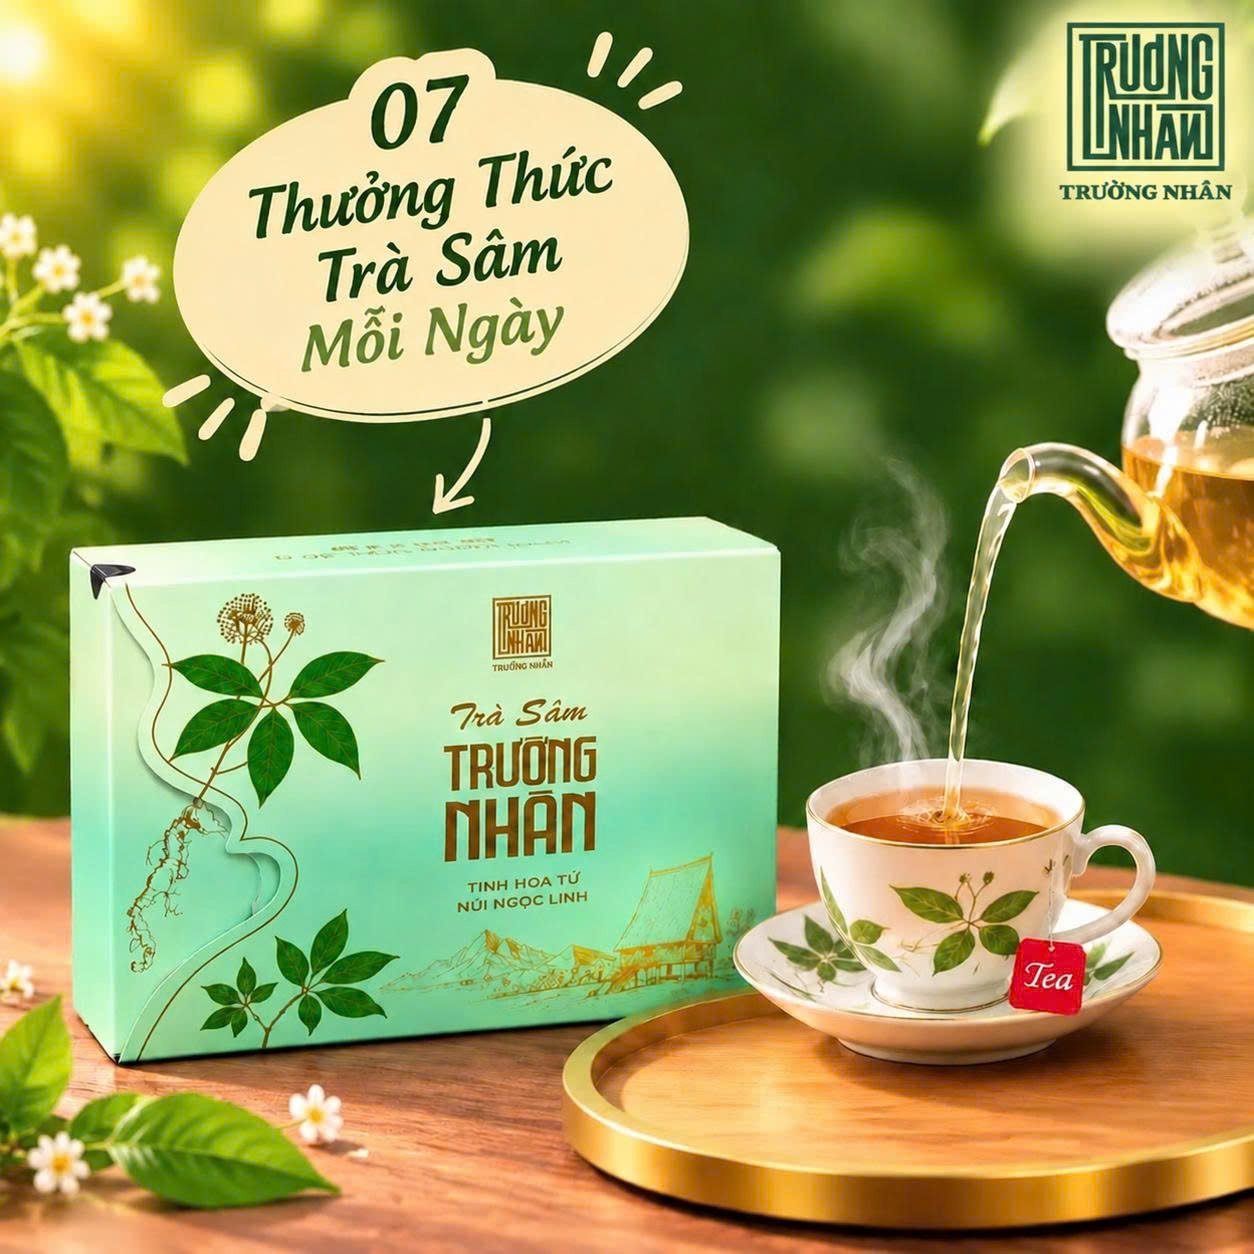 07
Thưởng Thức
Trà Sâm
Mỗi Ngày
TRƯỜNG
NHÂN
TRƯỜNG NHÂN
TRƯỜNG
NHÂN
TRƯỜNG NHÂN
Trà Sâm
TRƯỜNG
NHÂN
TINH HOA TỪ
NÚI NGỌC LINH
Tea